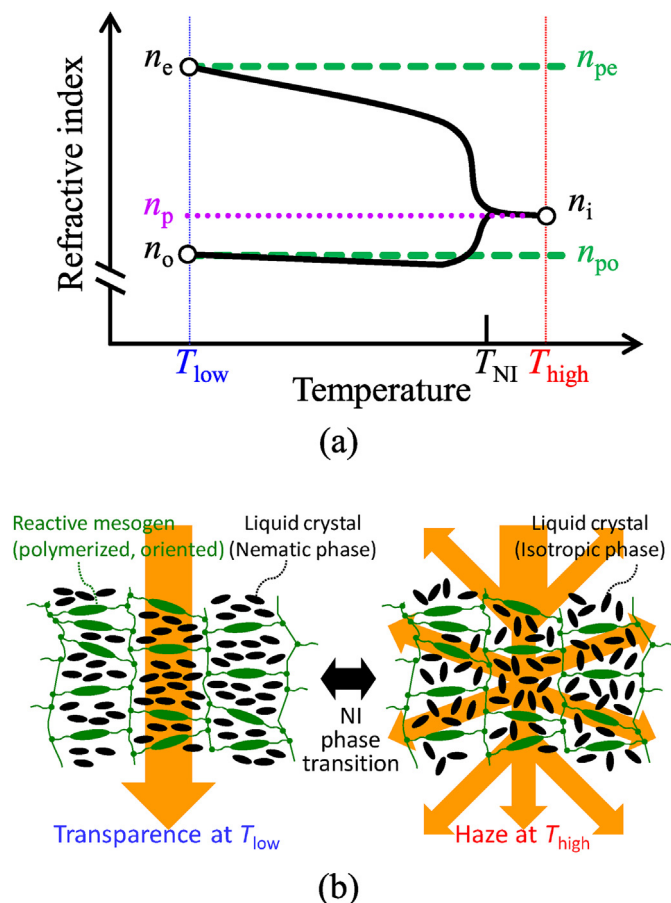 Refractive index
n_e
n_pe
n_p
n_i
n_o
n_po
T_low
T_NI
T_high
Temperature
(a)
Reactive mesogen
(polymerized, oriented)
Liquid crystal
(Nematic phase)
Liquid crystal
(Isotropic phase)
NI
phase
transition
Transparence at T_low
Haze at T_high
(b)